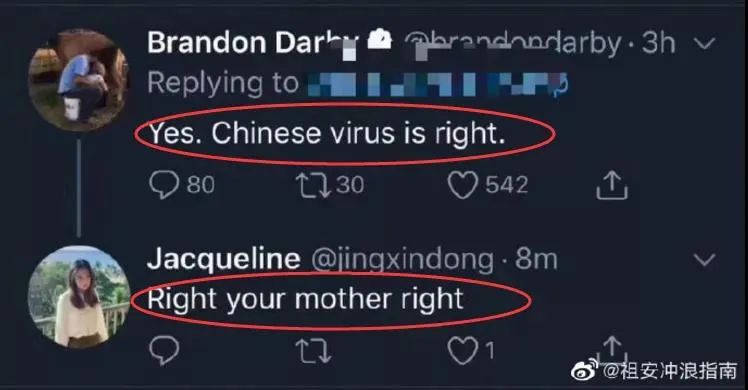 Brandon Darby @brandondarby · 3h
Replying to
Yes. Chinese virus is right.
80 30 542
Jacqueline @jingxindong · 8m
Right your mother right
1
@祖安冲浪指南